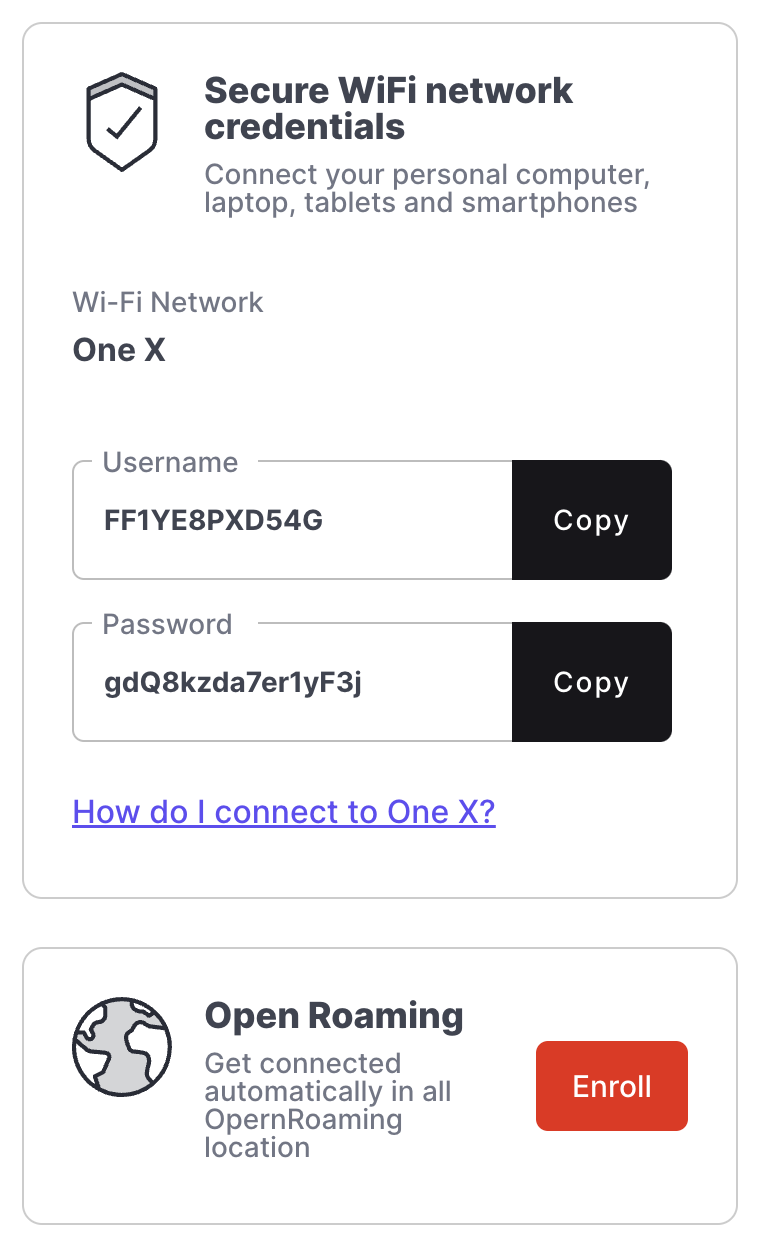 Secure WiFi network
credentials
Connect your personal computer,
laptop, tablets and smartphones
Wi-Fi Network
One X
Username
FF1YE8PXD54G
Copy
Password
gdQ8kzda7er1yF3j
Copy
How do I connect to One X?
Open Roaming
Get connected
automatically in all
OpernRoaming
location
Enroll